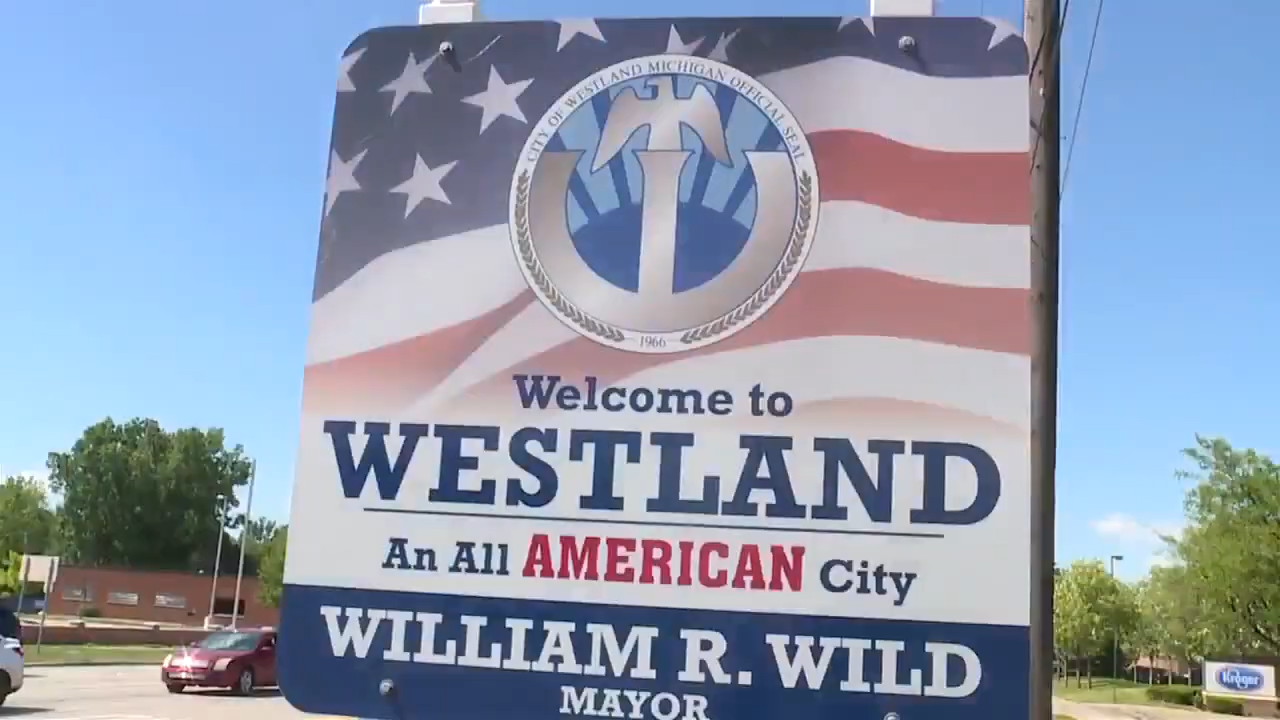 CITY OF WESTLAND MICHIGAN OFFICIAL SEAL
1966
Welcome to
WESTLAND
An All AMERICAN City
WILLIAM R. WILD
MAYOR
Kroger